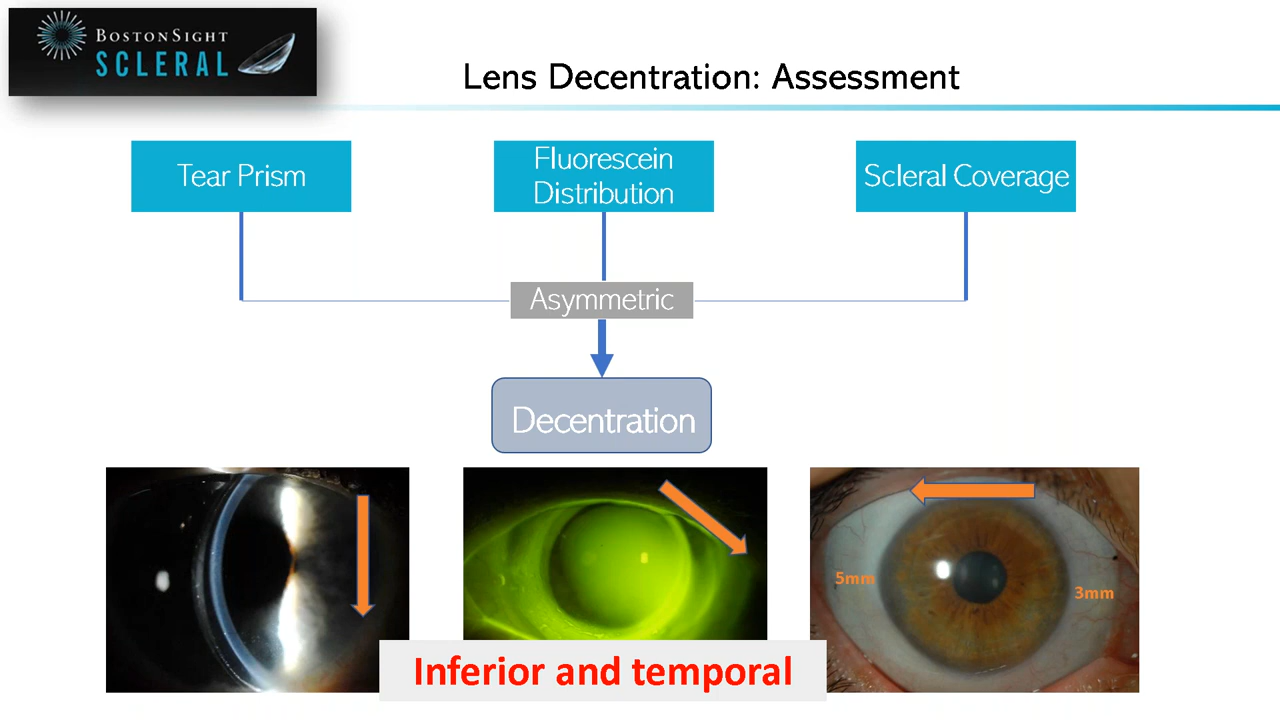 BOSTONSIGHT
SCLERAL
Lens Decentration: Assessment
Tear Prism
Fluorescein
Distribution
Scleral Coverage
Asymmetric
Decentration
5mm
3mm
Inferior and temporal